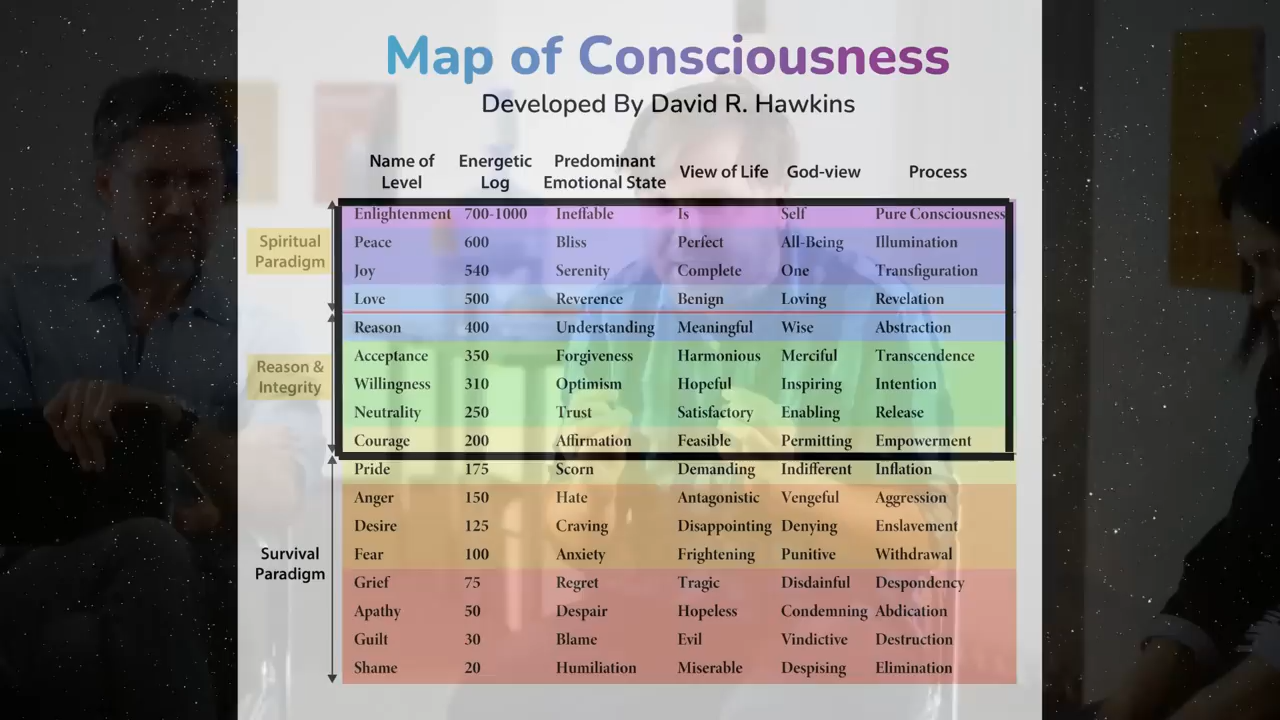 Map of Consciousness
Developed By David R. Hawkins
Name of Level Energetic Log Predominant Emotional State View of Life God-view Process
Spiritual Paradigm
Enlightenment 700-1000 Ineffable Is Self Pure Consciousness
Peace 600 Bliss Perfect All-Being Illumination
Joy 540 Serenity Complete One Transfiguration
Love 500 Reverence Benign Loving Revelation
Reason & Integrity
Reason 400 Understanding Meaningful Wise Abstraction
Acceptance 350 Forgiveness Harmonious Merciful Transcendence
Willingness 310 Optimism Hopeful Inspiring Intention
Neutrality 250 Trust Satisfactory Enabling Release
Courage 200 Affirmation Feasible Permitting Empowerment
Survival Paradigm
Pride 175 Scorn Demanding Indifferent Inflation
Anger 150 Hate Antagonistic Vengeful Aggression
Desire 125 Craving Disappointing Denying Enslavement
Fear 100 Anxiety Frightening Punitive Withdrawal
Grief 75 Regret Tragic Disdainful Despondency
Apathy 50 Despair Hopeless Condemning Abdication
Guilt 30 Blame Evil Vindictive Destruction
Shame 20 Humiliation Miserable Despising Elimination